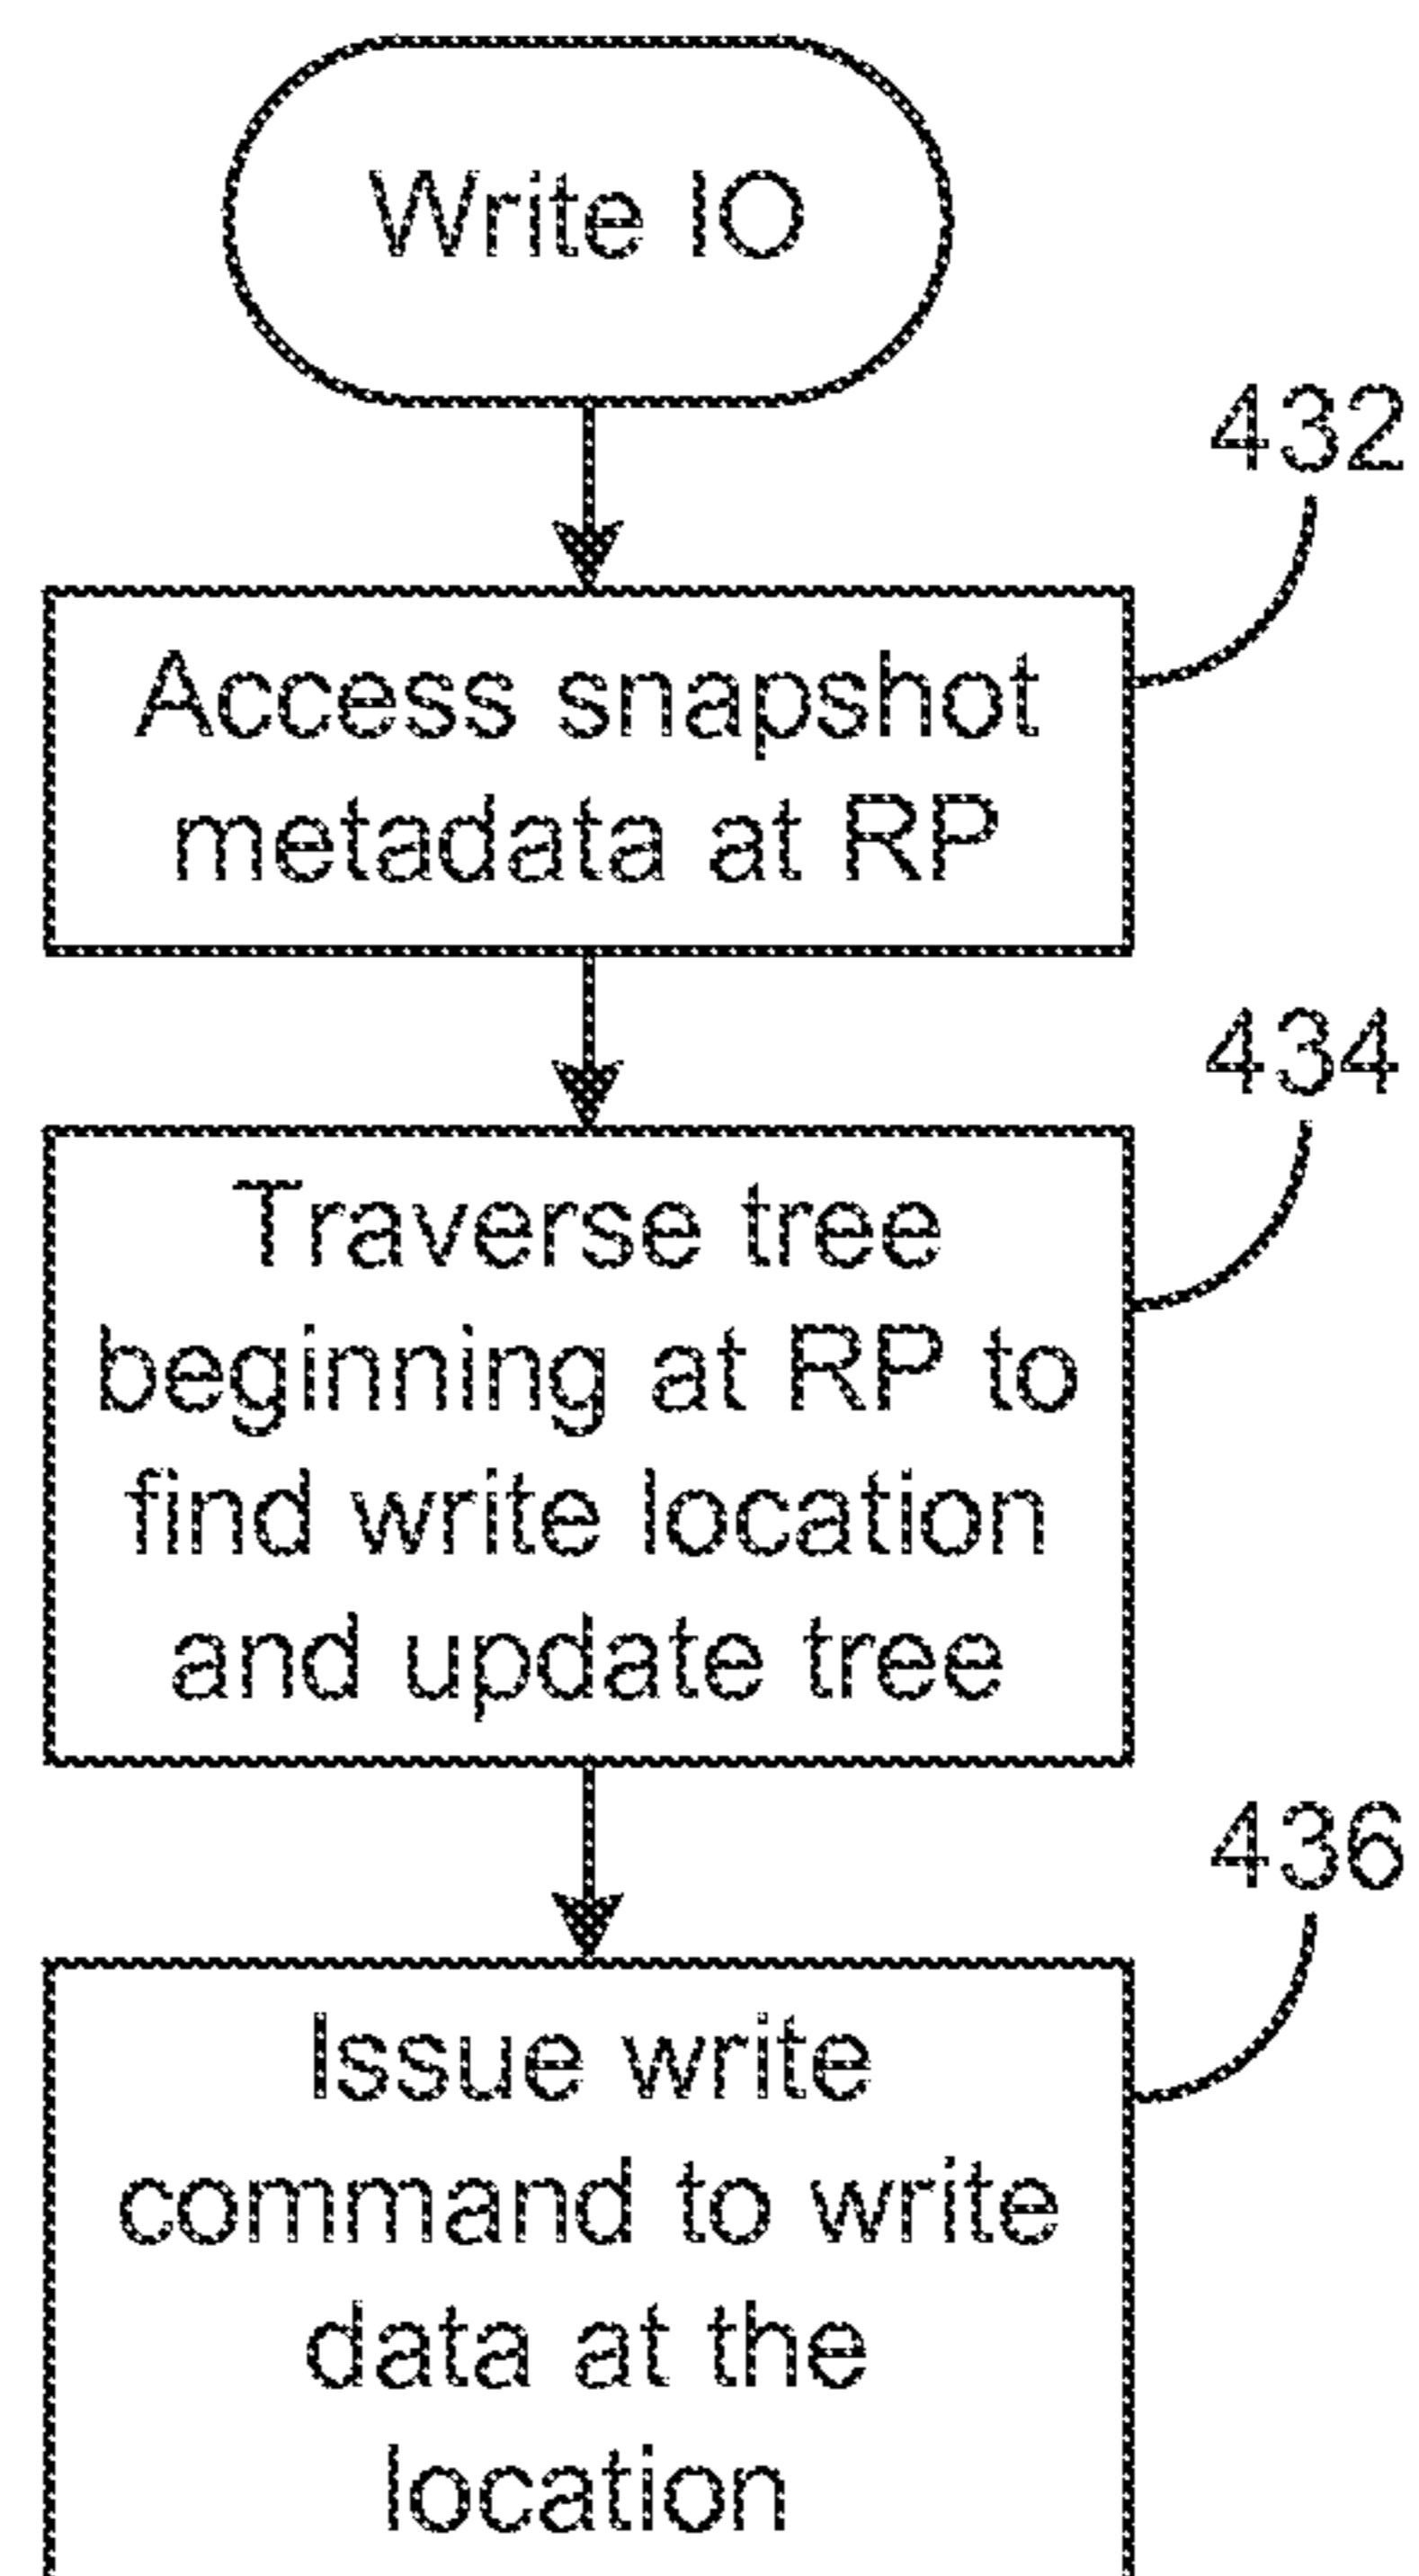 Write IO
432
Access snapshot
metadata at RP
434
Traverse tree
beginning at RP to
find write location
and update tree
436
Issue write
command to write
data at the
location